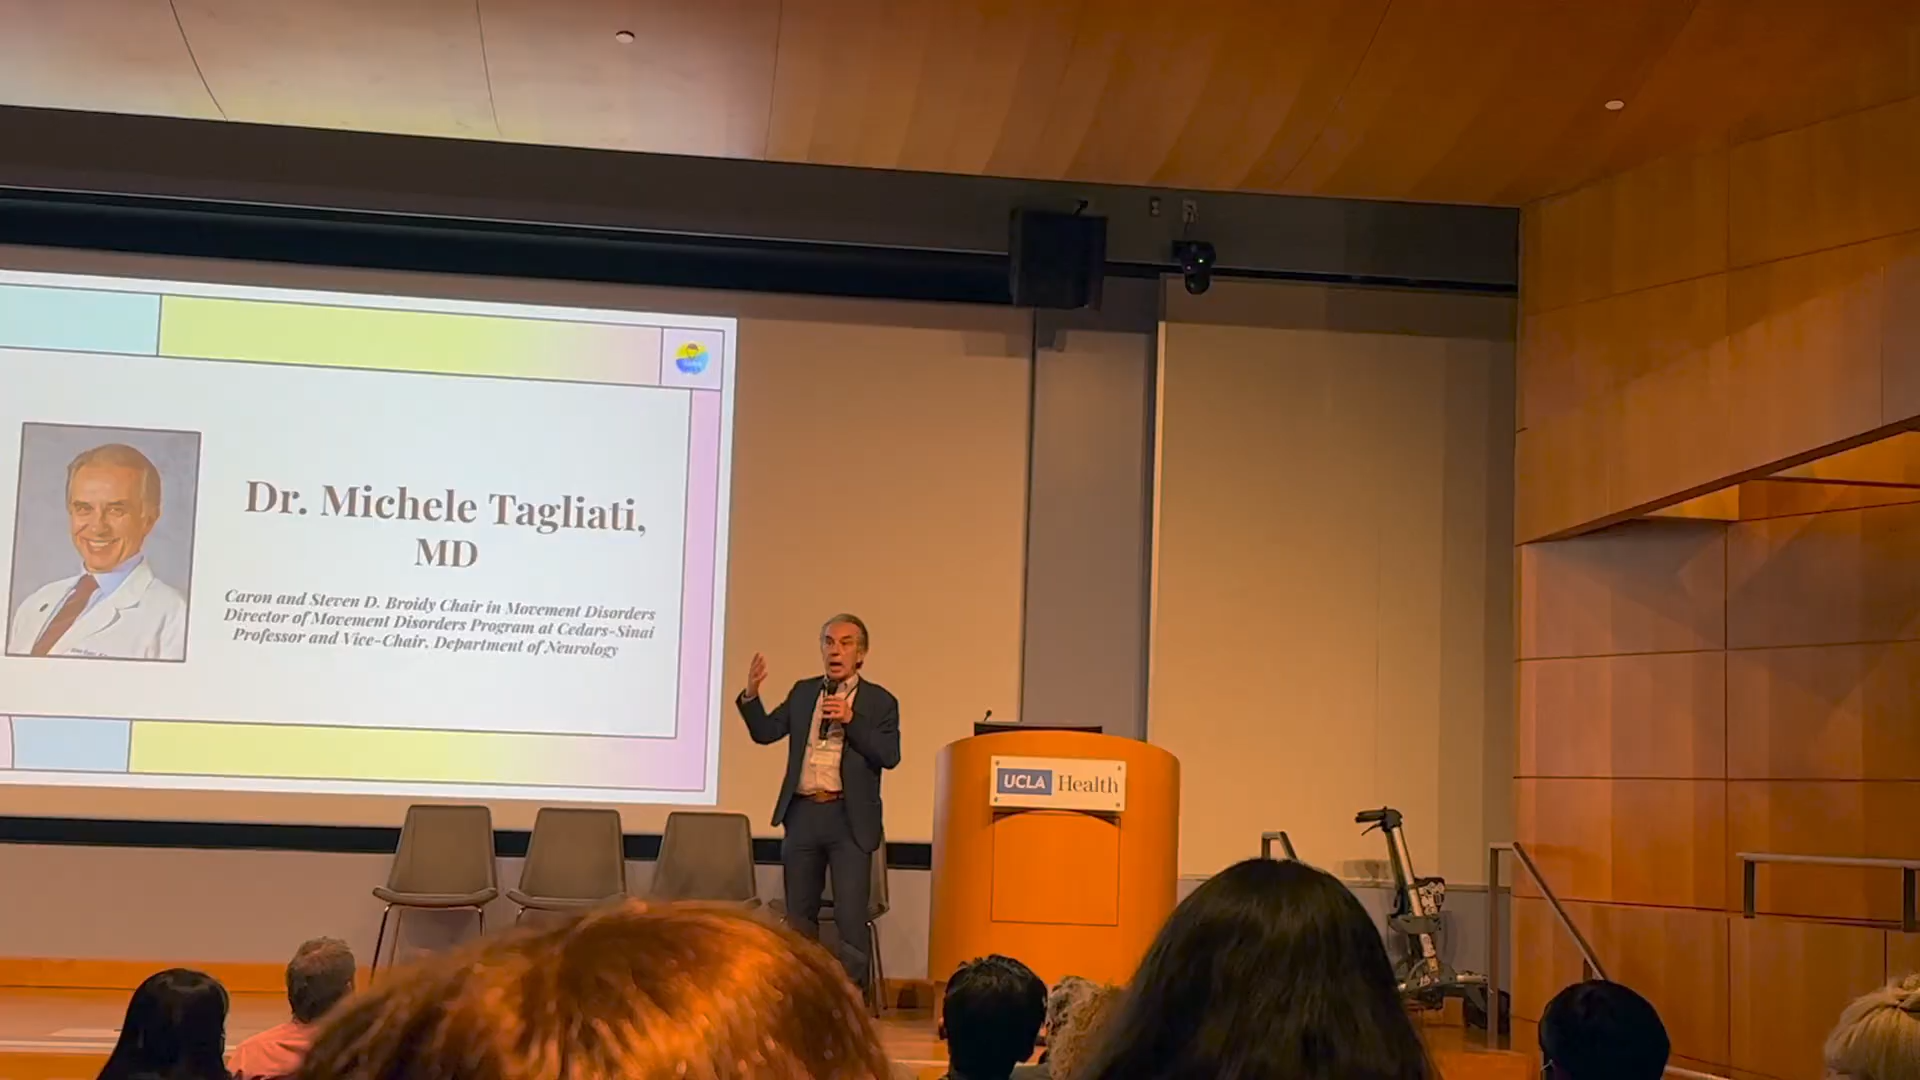 Dr. Michele Tagliati,
MD
Caron and Steven D. Broidy Chair in Movement Disorders
Director of Movement Disorders Program at Cedars-Sinai
Professor and Vice-Chair, Department of Neurology
UCLA Health